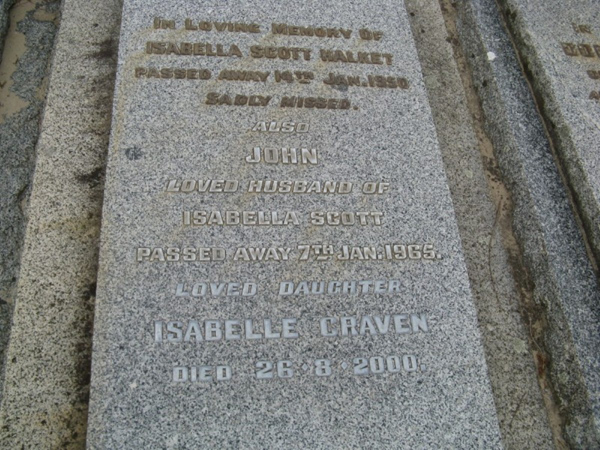 In Loving Memory Of
Isabella Scott Walket
Passed Away 14th Jan. 1950.
Sadly Missed.
Also
JOHN
Loved Husband Of
Isabella Scott
Passed Away 7th Jan. 1965.
Loved Daughter
ISABELLE CRAVEN
Died 26·8·2000